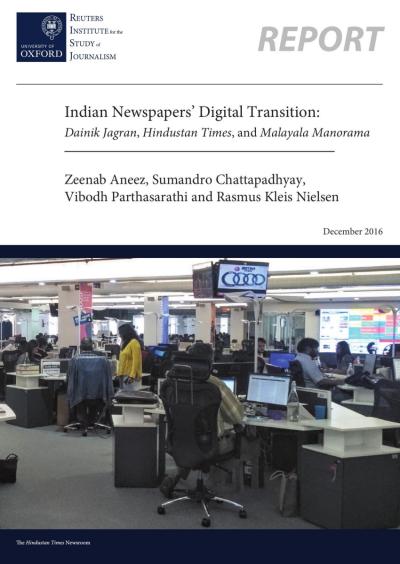 REUTERS
INSTITUTE for the
STUDY of
JOURNALISM
UNIVERSITY OF
OXFORD
REPORT
Indian Newspapers’ Digital Transition:
Dainik Jagran, Hindustan Times, and Malayala Manorama
Zeenab Aneez, Sumandro Chattapadhyay,
Vibodh Parthasarathi and Rasmus Kleis Nielsen
December 2016
The Hindustan Times Newsroom